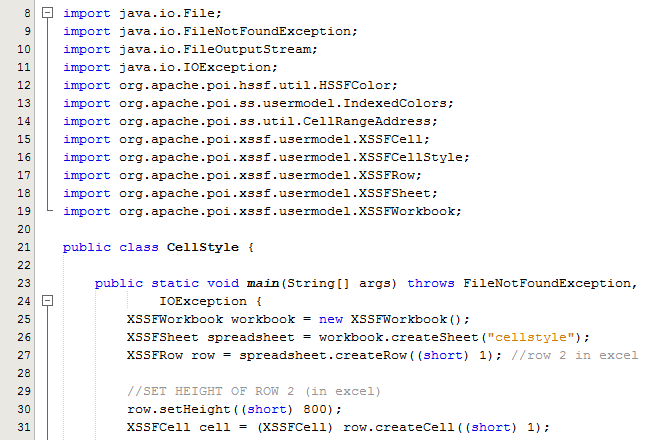 8 import java.io.File;
9 import java.io.FileNotFoundException;
10 import java.io.FileOutputStream;
11 import java.io.IOException;
12 import org.apache.poi.hssf.util.HSSFColor;
13 import org.apache.poi.ss.usermodel.IndexedColors;
14 import org.apache.poi.ss.util.CellRangeAddress;
15 import org.apache.poi.xssf.usermodel.XSSFCell;
16 import org.apache.poi.xssf.usermodel.XSSFCellStyle;
17 import org.apache.poi.xssf.usermodel.XSSFRow;
18 import org.apache.poi.xssf.usermodel.XSSFSheet;
19 import org.apache.poi.xssf.usermodel.XSSFWorkbook;
20
21 public class CellStyle {
22
23     public static void main(String[] args) throws FileNotFoundException,
24             IOException {
25         XSSFWorkbook workbook = new XSSFWorkbook();
26         XSSFSheet spreadsheet = workbook.createSheet("cellstyle");
27         XSSFRow row = spreadsheet.createRow((short) 1); //row 2 in excel
28
29         //SET HEIGHT OF ROW 2 (in excel)
30         row.setHeight((short) 800);
31         XSSFCell cell = (XSSFCell) row.createCell((short) 1);